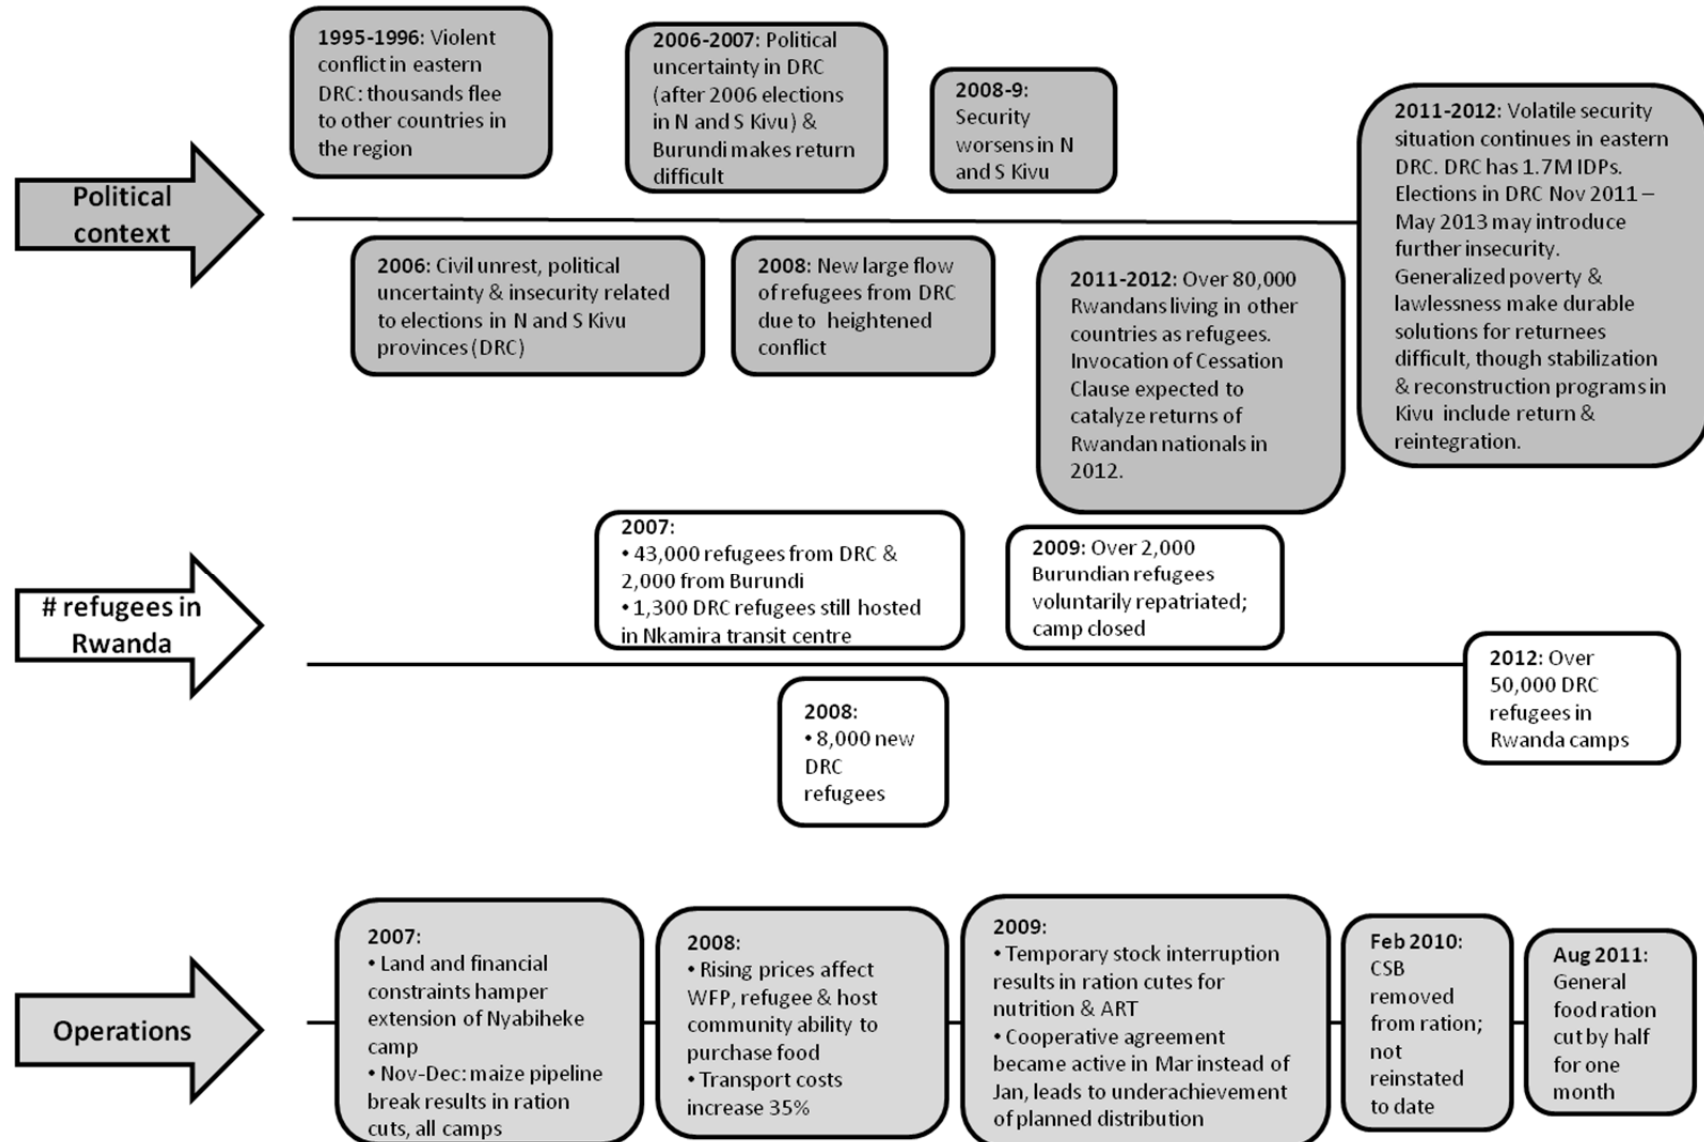 Political
context
1995-1996: Violent
conflict in eastern
DRC: thousands flee
to other countries in
the region
2006-2007: Political
uncertainty in DRC
(after 2006 elections
in N and S Kivu) &
Burundi makes return
difficult
2008-9:
Security
worsens in N
and S Kivu
2011-2012: Volatile security
situation continues in eastern
DRC. DRC has 1.7M IDPs.
Elections in DRC Nov 2011 –
May 2013 may introduce
further insecurity.
Generalized poverty &
lawlessness make durable
solutions for returnees
difficult, though stabilization
& reconstruction programs in
Kivu include return &
reintegration.
2006: Civil unrest, political
uncertainty & insecurity related
to elections in N and S Kivu
provinces (DRC)
2008: New large flow
of refugees from DRC
due to heightened
conflict
2011-2012: Over 80,000
Rwandans living in other
countries as refugees.
Invocation of Cessation
Clause expected to
catalyze returns of
Rwandan nationals in
2012.
# refugees in
Rwanda
2007:
• 43,000 refugees from DRC &
2,000 from Burundi
• 1,300 DRC refugees still hosted
in Nkamira transit centre
2009: Over 2,000
Burundian refugees
voluntarily repatriated;
camp closed
2008:
• 8,000 new
DRC
refugees
2012: Over
50,000 DRC
refugees in
Rwanda camps
Operations
2007:
• Land and financial
constraints hamper
extension of Nyabiheke
camp
• Nov-Dec: maize pipeline
break results in ration
cuts, all camps
2008:
• Rising prices affect
WFP, refugee & host
community ability to
purchase food
• Transport costs
increase 35%
2009:
• Temporary stock interruption
results in ration cutes for
nutrition & ART
• Cooperative agreement
became active in Mar instead of
Jan, leads to underachievement
of planned distribution
Feb 2010:
CSB
removed
from ration;
not
reinstated
to date
Aug 2011:
General
food ration
cut by half
for one
month